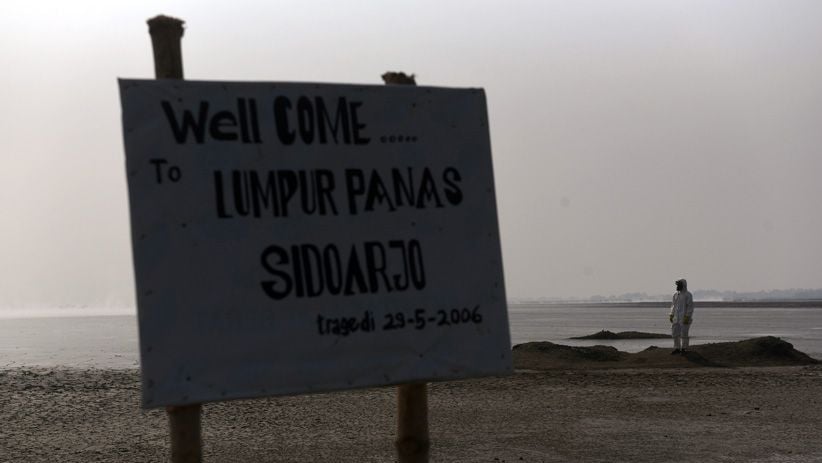 Well COME.....
To LUMPUR PANAS
SIDOARJO
tragedi 29-5-2006